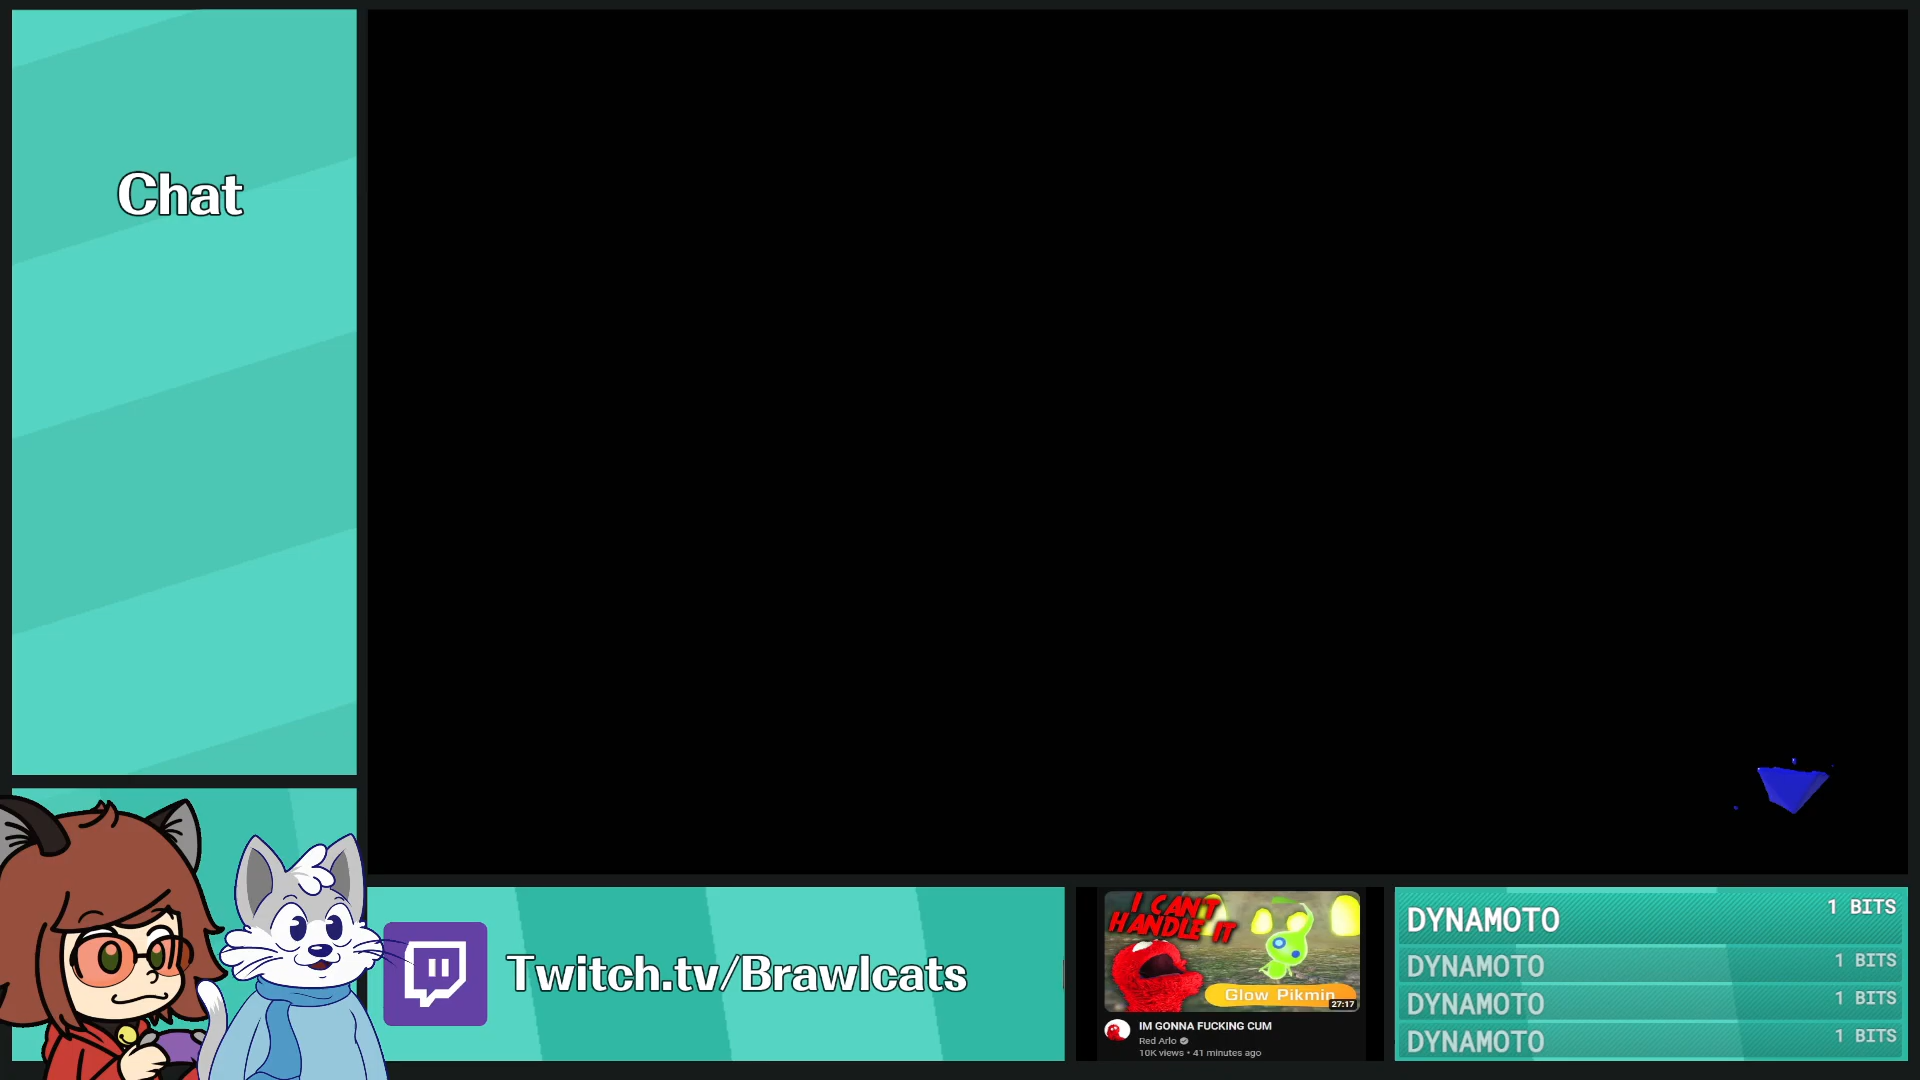 Chat
Twitch.tv/Brawlcats
I CAN'T
HANDLE IT
Glow Pikmin
27:17
IM GONNA FUCKING CUM
Red Arlo
10K views • 41 minutes ago
DYNAMOTO 1 BITS
DYNAMOTO 1 BITS
DYNAMOTO 1 BITS
DYNAMOTO 1 BITS